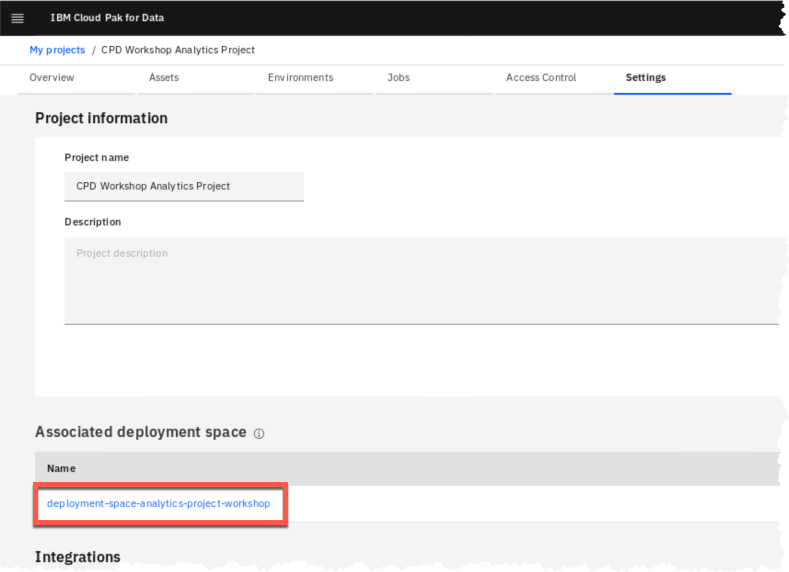 IBM Cloud Pak for Data
My projects / CPD Workshop Analytics Project
Overview Assets Environments Jobs Access Control Settings
Project information
Project name
CPD Workshop Analytics Project
Description
Project description
Associated deployment space
Name
deployment-space-analytics-project-workshop
Integrations